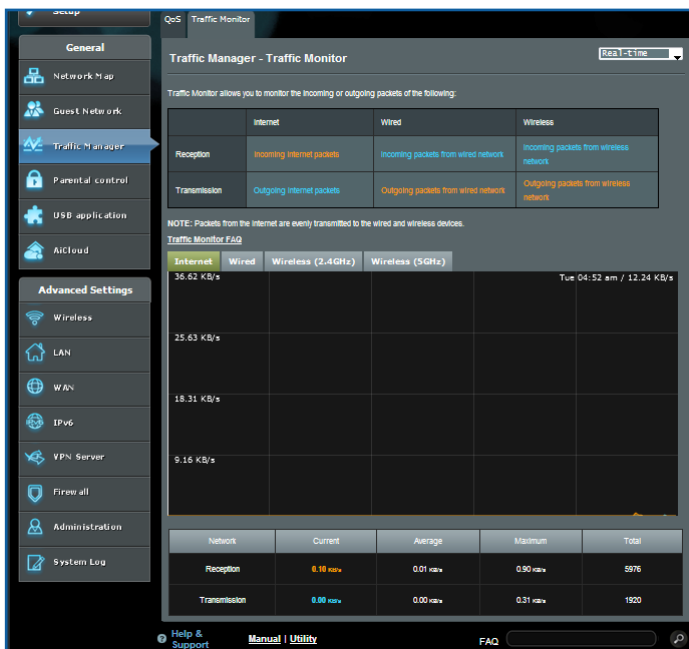 Setup
QoS Traffic Monitor
General
Network Map
Guest Network
Traffic Manager
Parental control
USB application
AiCloud
Advanced Settings
Wireless
LAN
WAN
IPv6
VPN Server
Firewall
Administration
System Log
Traffic Manager - Traffic Monitor
Real-time
Traffic Monitor allows you to monitor the incoming or outgoing packets of the following:
Internet Wired Wireless
Reception Incoming Internet packets Incoming packets from wired network Incoming packets from wireless network
Transmission Outgoing Internet packets Outgoing packets from wired network Outgoing packets from wireless network
NOTE: Packets from the Internet are evenly transmitted to the wired and wireless devices.
Traffic Monitor FAQ
Internet Wired Wireless (2.4GHz) Wireless (5GHz)
36.62 KB/s Tue 04:52 am / 12.24 KB/s
25.63 KB/s
18.31 KB/s
9.16 KB/s
Network Current Average Maximum Total
Reception 0.10 KB/s 0.01 KB/s 0.90 KB/s 5976
Transmission 0.00 KB/s 0.00 KB/s 0.31 KB/s 1920
Help & Support Manual | Utility FAQ